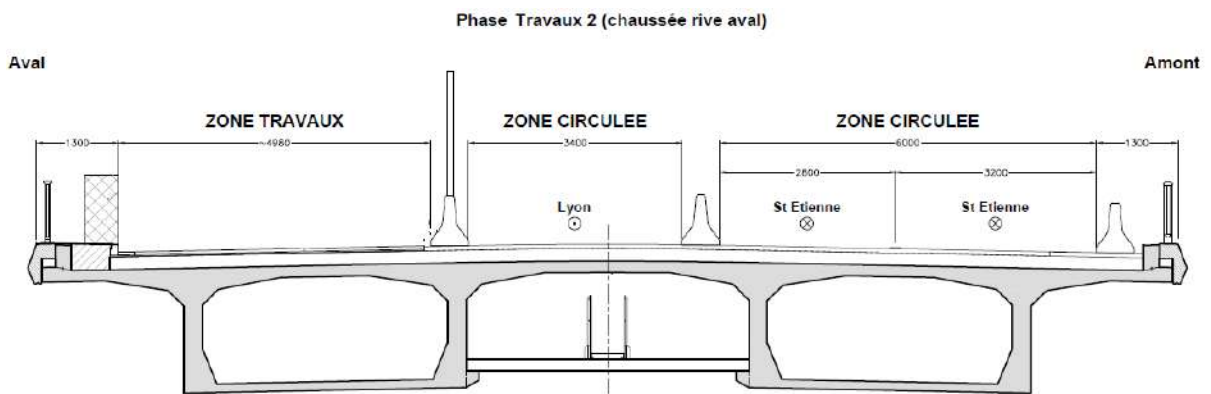 Phase Travaux 2 (chaussée rive aval)
Aval
Amont
ZONE TRAVAUX
ZONE CIRCULEE
ZONE CIRCULEE
1300
~4980
3400
6000
1300
2800
3200
Lyon
St Etienne
St Etienne